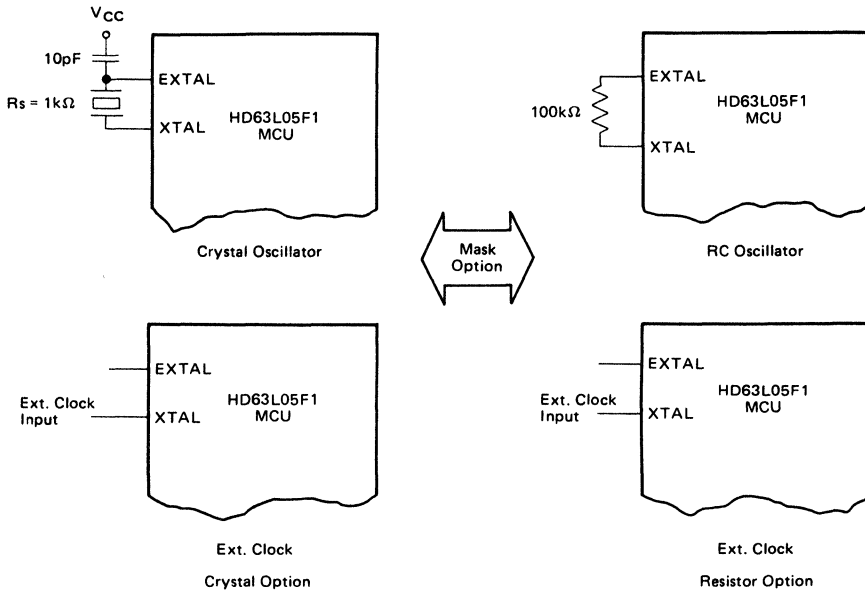 VCC
10pF
EXTAL
Rs = 1kΩ
XTAL
HD63L05F1
MCU
Crystal Oscillator
EXTAL
100kΩ
HD63L05F1
MCU
XTAL
RC Oscillator
Mask
Option
EXTAL
HD63L05F1
MCU
Ext. Clock
Input
XTAL
Ext. Clock
Crystal Option
EXTAL
HD63L05F1
MCU
Ext. Clock
Input
XTAL
Ext. Clock
Resistor Option